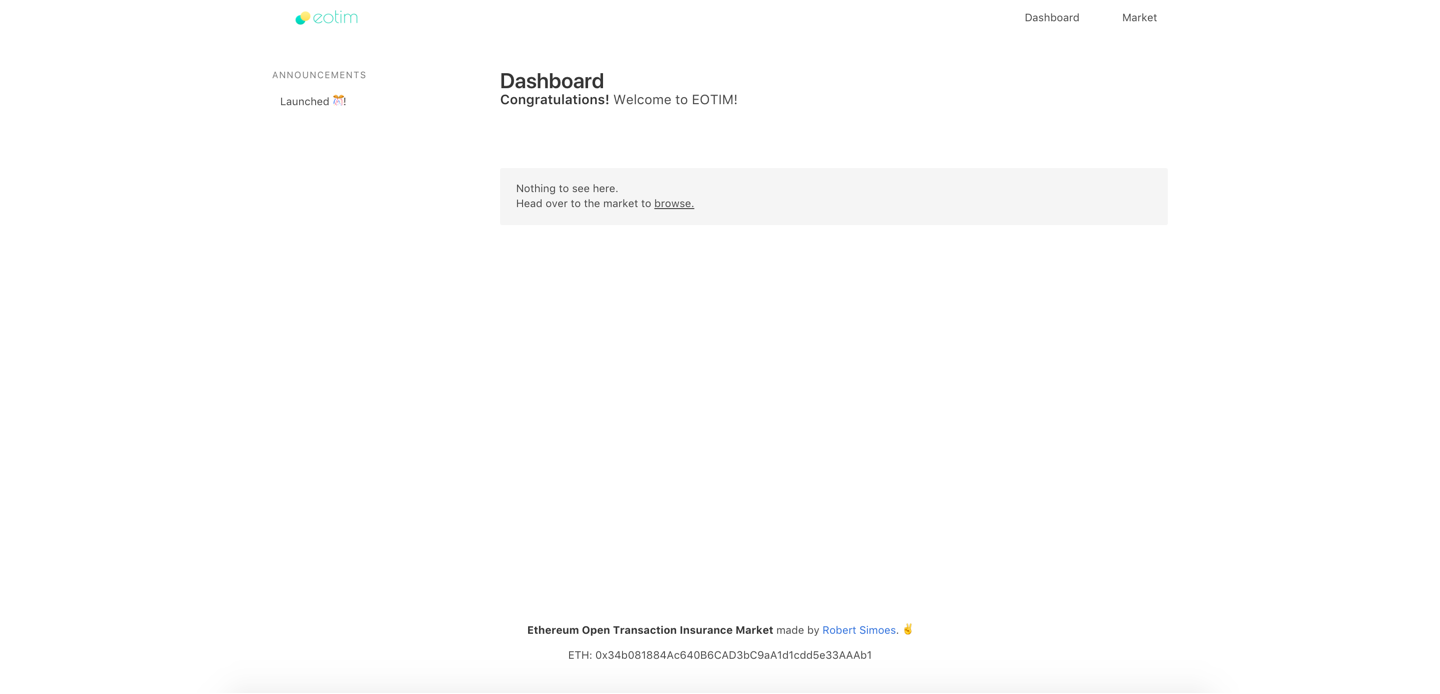 eotim
Dashboard Market
ANNOUNCEMENTS
Launched 🎊!
Dashboard
Congratulations! Welcome to EOTIM!
Nothing to see here.
Head over to the market to browse.
Ethereum Open Transaction Insurance Market made by Robert Simoes. ✌️
ETH: 0x34b081884Ac640B6CAD3bC9aA1d1cdd5e33AAAb1